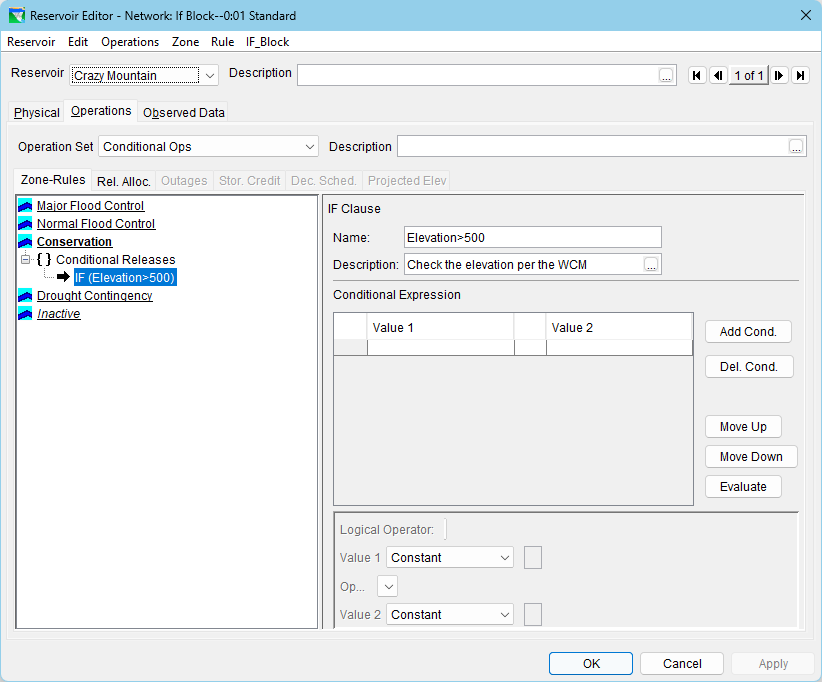 Reservoir Editor - Network: If Block--0:01 Standard
Reservoir Edit Operations Zone Rule IF_Block
Reservoir Crazy Mountain Description ... 1 of 1
Physical Operations Observed Data
Operation Set Conditional Ops Description ...
Zone-Rules Rel. Alloc. Outages Stor. Credit Dec. Sched. Projected Elev
Major Flood Control
Normal Flood Control
Conservation
{ } Conditional Releases
IF (Elevation>500)
Drought Contingency
Inactive
IF Clause
Name: Elevation>500
Description: Check the elevation per the WCM ...
Conditional Expression
Value 1 Value 2
Add Cond.
Del. Cond.
Move Up
Move Down
Evaluate
Logical Operator:
Value 1 Constant
Op...
Value 2 Constant
OK Cancel Apply